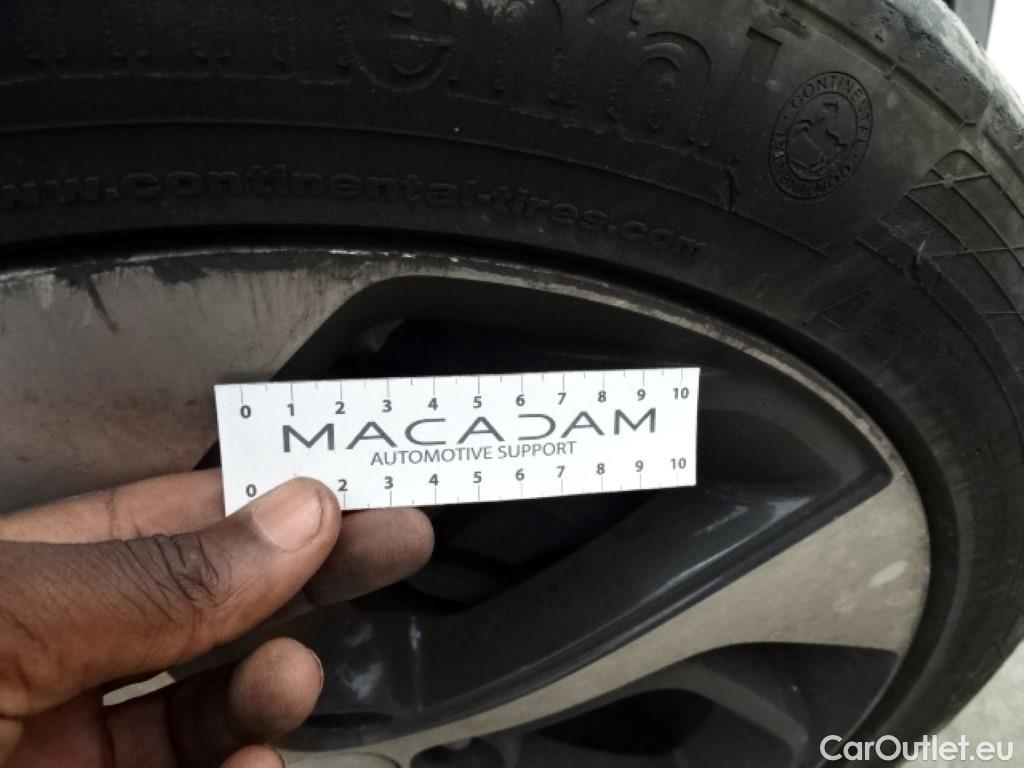 www.continental-tires.com
CONTINENTAL · CONTINENTAL ·
0 1 2 3 4 5 6 7 8 9 10
MACADAM
AUTOMOTIVE SUPPORT
0 2 3 4 5 6 7 8 9 10
CarOutlet.eu